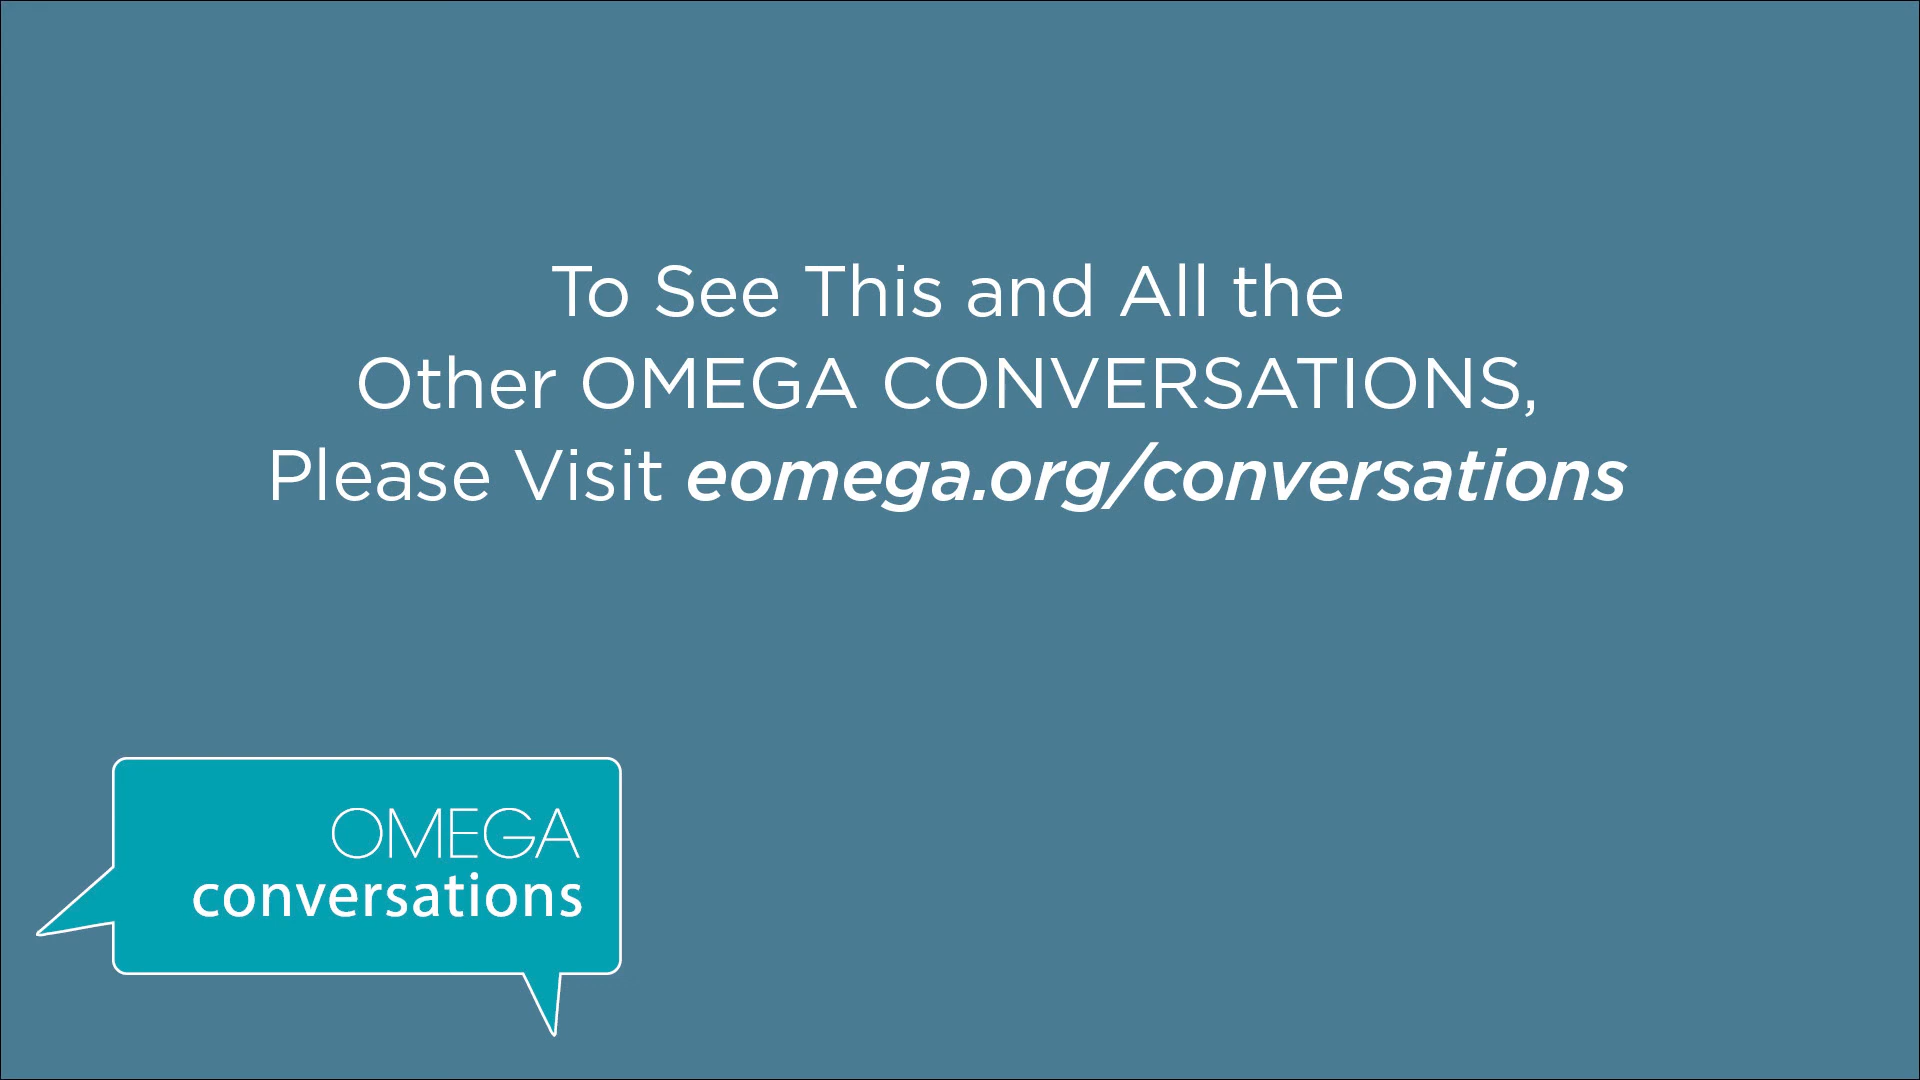 To See This and All the
Other OMEGA CONVERSATIONS,
Please Visit eomega.org/conversations
OMEGA
conversations